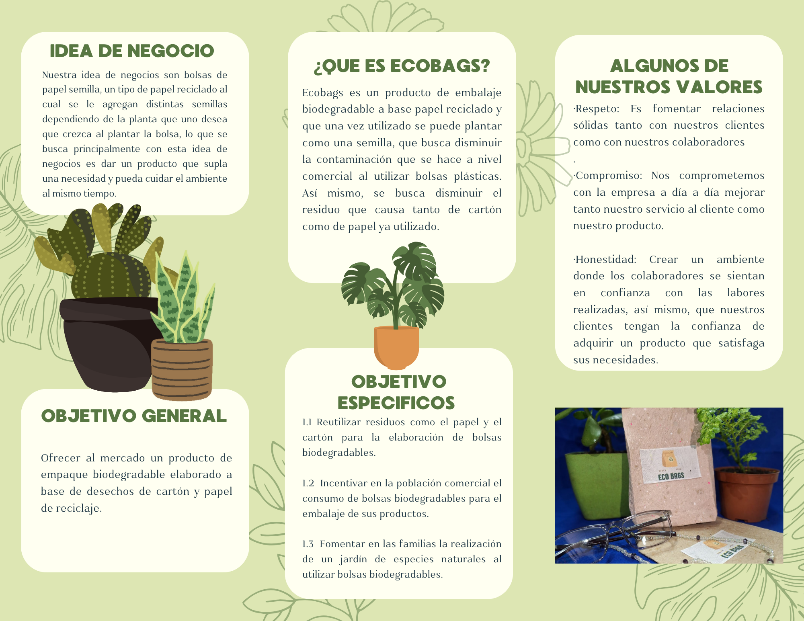 IDEA DE NEGOCIO
Nuestra idea de negocios son bolsas de
papel semilla, un tipo de papel reciclado al
cual se le agregan distintas semillas
dependiendo de la planta que uno desea
que crezca al plantar la bolsa, lo que se
busca principalmente con esta idea de
negocios es dar un producto que supla
una necesidad y pueda cuidar el ambiente
al mismo tiempo.
OBJETIVO GENERAL
Ofrecer al mercado un producto de
empaque biodegradable elaborado a
base de desechos de cartón y papel
de reciclaje.
¿QUE ES ECOBAGS?
Ecobags es un producto de embalaje
biodegradable a base papel reciclado y
que una vez utilizado se puede plantar
como una semilla, que busca disminuir
la contaminación que se hace a nivel
comercial al utilizar bolsas plásticas.
Así mismo, se busca disminuir el
residuo que causa tanto de cartón
como de papel ya utilizado.
OBJETIVO
ESPECIFICOS
1.1 Reutilizar residuos como el papel y el
cartón para la elaboración de bolsas
biodegradables.
1.2 Incentivar en la población comercial el
consumo de bolsas biodegradables para el
embalaje de sus productos.
1.3 Fomentar en las familias la realización
de un jardín de especies naturales al
utilizar bolsas biodegradables.
ALGUNOS DE
NUESTROS VALORES
·Respeto: Es fomentar relaciones
sólidas tanto con nuestros clientes
como con nuestros colaboradores
.
·Compromiso: Nos comprometemos
con la empresa a día a día mejorar
tanto nuestro servicio al cliente como
nuestro producto.
·Honestidad: Crear un ambiente
donde los colaboradores se sientan
en confianza con las labores
realizadas, así mismo, que nuestros
clientes tengan la confianza de
adquirir un producto que satisfaga
sus necesidades.
ECO BAGS
ECO BAGS